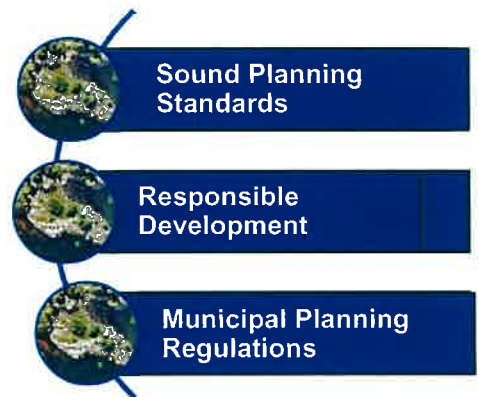 Sound Planning
Standards
Responsible
Development
Municipal Planning
Regulations